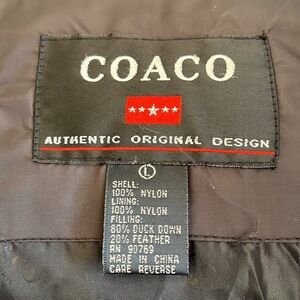 COACO
AUTHENTIC ORIGINAL DESIGN
L
SHELL:
100% NYLON
LINING:
100% NYLON
FILLING:
80% DUCK DOWN
20% FEATHER
RN 90769
MADE IN CHINA
CARE REVERSE